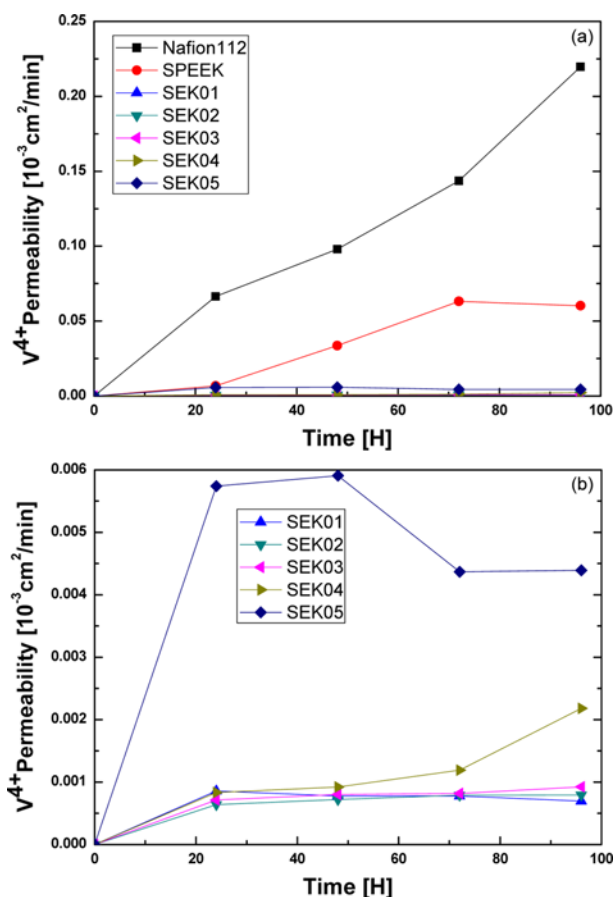 (a)
Nafion112
SPEEK
SEK01
SEK02
SEK03
SEK04
SEK05
V4+Permeability [10-3cm2/min]
0.25
0.20
0.15
0.10
0.05
0.00
0 20 40 60 80 100
Time [H]
(b)
SEK01
SEK02
SEK03
SEK04
SEK05
V4+Permeability [10-3cm2/min]
0.006
0.005
0.004
0.003
0.002
0.001
0.000
0 20 40 60 80 100
Time [H]